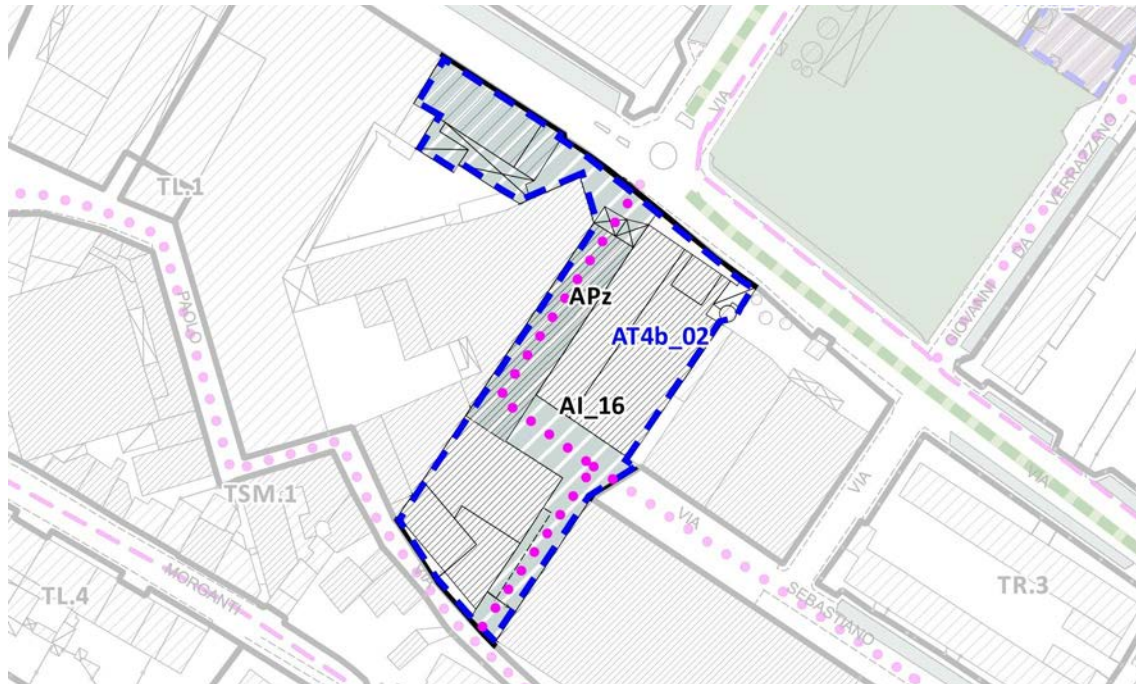 VIA
GIOVANNI DA VERRAZZANO
TL.1
PAOLO
APz
AT4b_02
AI_16
TSM.1
VIA
VIA
VIA
SEBASTIANO
TR.3
TL.4
MORGANTI